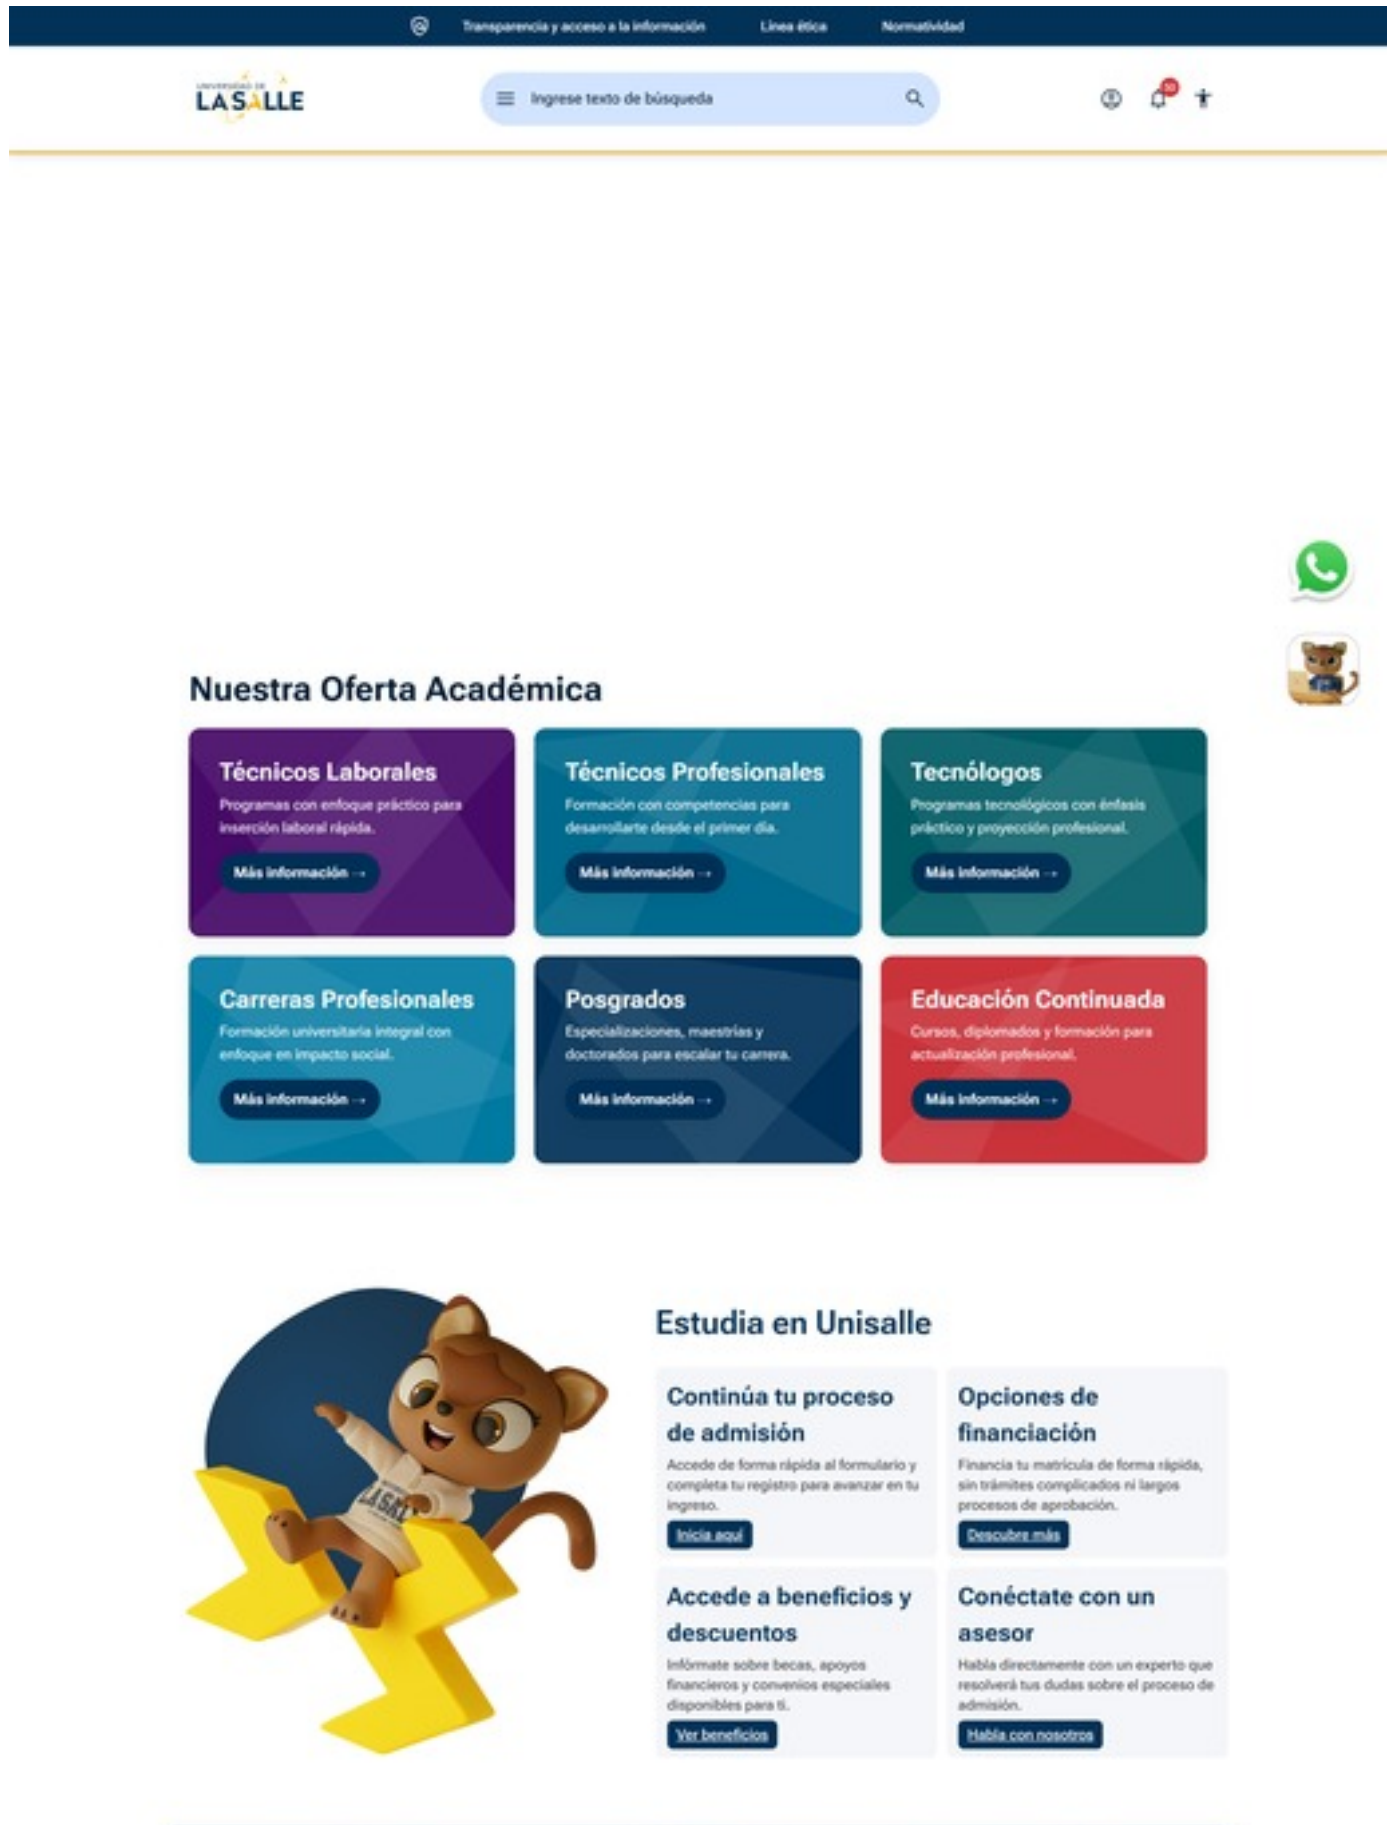 Transparencia y acceso a la información
Línea ética
Normatividad
UNIVERSIDAD DE
LA SALLE
Ingrese texto de búsqueda
Nuestra Oferta Académica
Técnicos Laborales
Programas con enfoque práctico para
inserción laboral rápida.
Más información →
Técnicos Profesionales
Formación con competencias para
desarrollarte desde el primer día.
Más información →
Tecnólogos
Programas tecnológicos con énfasis
práctico y proyección profesional.
Más información →
Carreras Profesionales
Formación universitaria integral con
enfoque en impacto social.
Más información →
Posgrados
Especializaciones, maestrías y
doctorados para escalar tu carrera.
Más información →
Educación Continuada
Cursos, diplomados y formación para
actualización profesional.
Más información →
LASALLE
Estudia en Unisalle
Continúa tu proceso
de admisión
Accede de forma rápida al formulario y
completa tu registro para avanzar en tu
ingreso.
Inicia aquí
Opciones de
financiación
Financia tu matrícula de forma rápida,
sin trámites complicados ni largos
procesos de aprobación.
Descubre más
Accede a beneficios y
descuentos
Infórmate sobre becas, apoyos
financieros y convenios especiales
disponibles para ti.
Ver beneficios
Conéctate con un
asesor
Habla directamente con un experto que
resolverá tus dudas sobre el proceso de
admisión.
Habla con nosotros